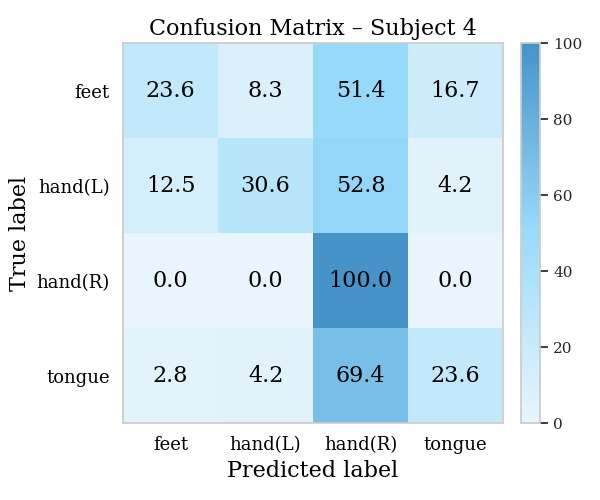 Confusion Matrix – Subject 4
True label
feet 23.6 8.3 51.4 16.7
hand(L) 12.5 30.6 52.8 4.2
hand(R) 0.0 0.0 100.0 0.0
tongue 2.8 4.2 69.4 23.6
feet hand(L) hand(R) tongue
Predicted label
100
80
60
40
20
0